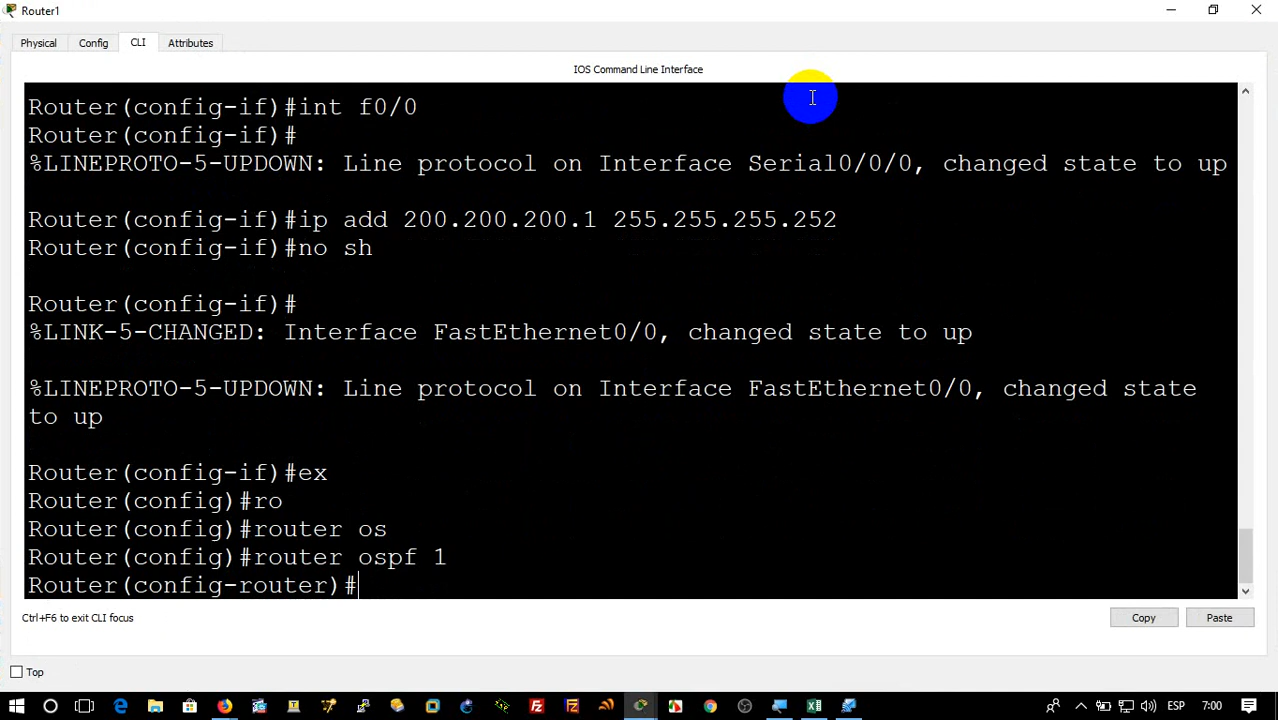 Router1
Physical
Config
CLI
Attributes
IOS Command Line Interface
Router(config-if)#int f0/0
Router(config-if)#
%LINEPROTO-5-UPDOWN: Line protocol on Interface Serial0/0/0, changed state to up
Router(config-if)#ip add 200.200.200.1 255.255.255.252
Router(config-if)#no sh
Router(config-if)#
%LINK-5-CHANGED: Interface FastEthernet0/0, changed state to up
%LINEPROTO-5-UPDOWN: Line protocol on Interface FastEthernet0/0, changed state
to up
Router(config-if)#ex
Router(config)#ro
Router(config)#router os
Router(config)#router ospf 1
Router(config-router)#
Ctrl+F6 to exit CLI focus
Copy
Paste
Top
ESP
7:00